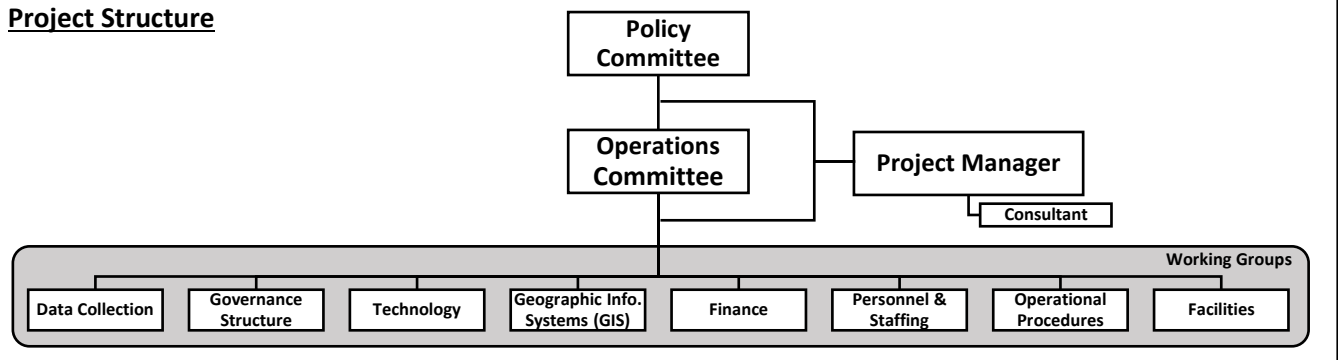 Project Structure
Policy
Committee
Operations
Committee
Project Manager
Consultant
Working Groups
Data Collection
Governance
Structure
Technology
Geographic Info.
Systems (GIS)
Finance
Personnel &
Staffing
Operational
Procedures
Facilities